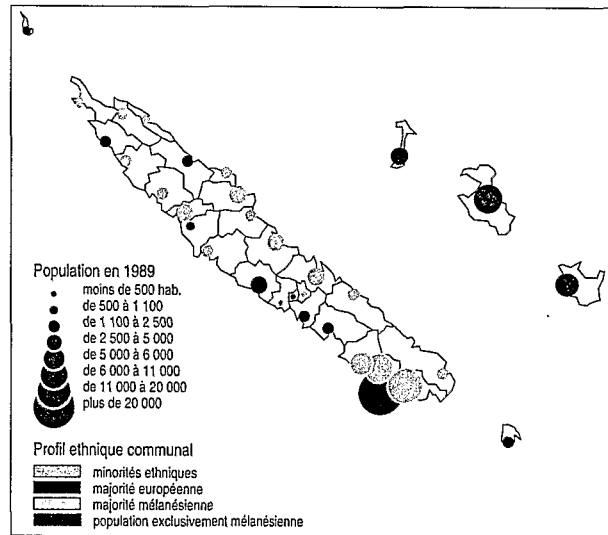 Population en 1989
moins de 500 hab.
de 500 à 1 100
de 1 100 à 2 500
de 2 500 à 5 000
de 5 000 à 6 000
de 6 000 à 11 000
de 11 000 à 20 000
plus de 20 000
Profil ethnique communal
minorités ethniques
majorité européenne
majorité mélanésienne
population exclusivement mélanésienne